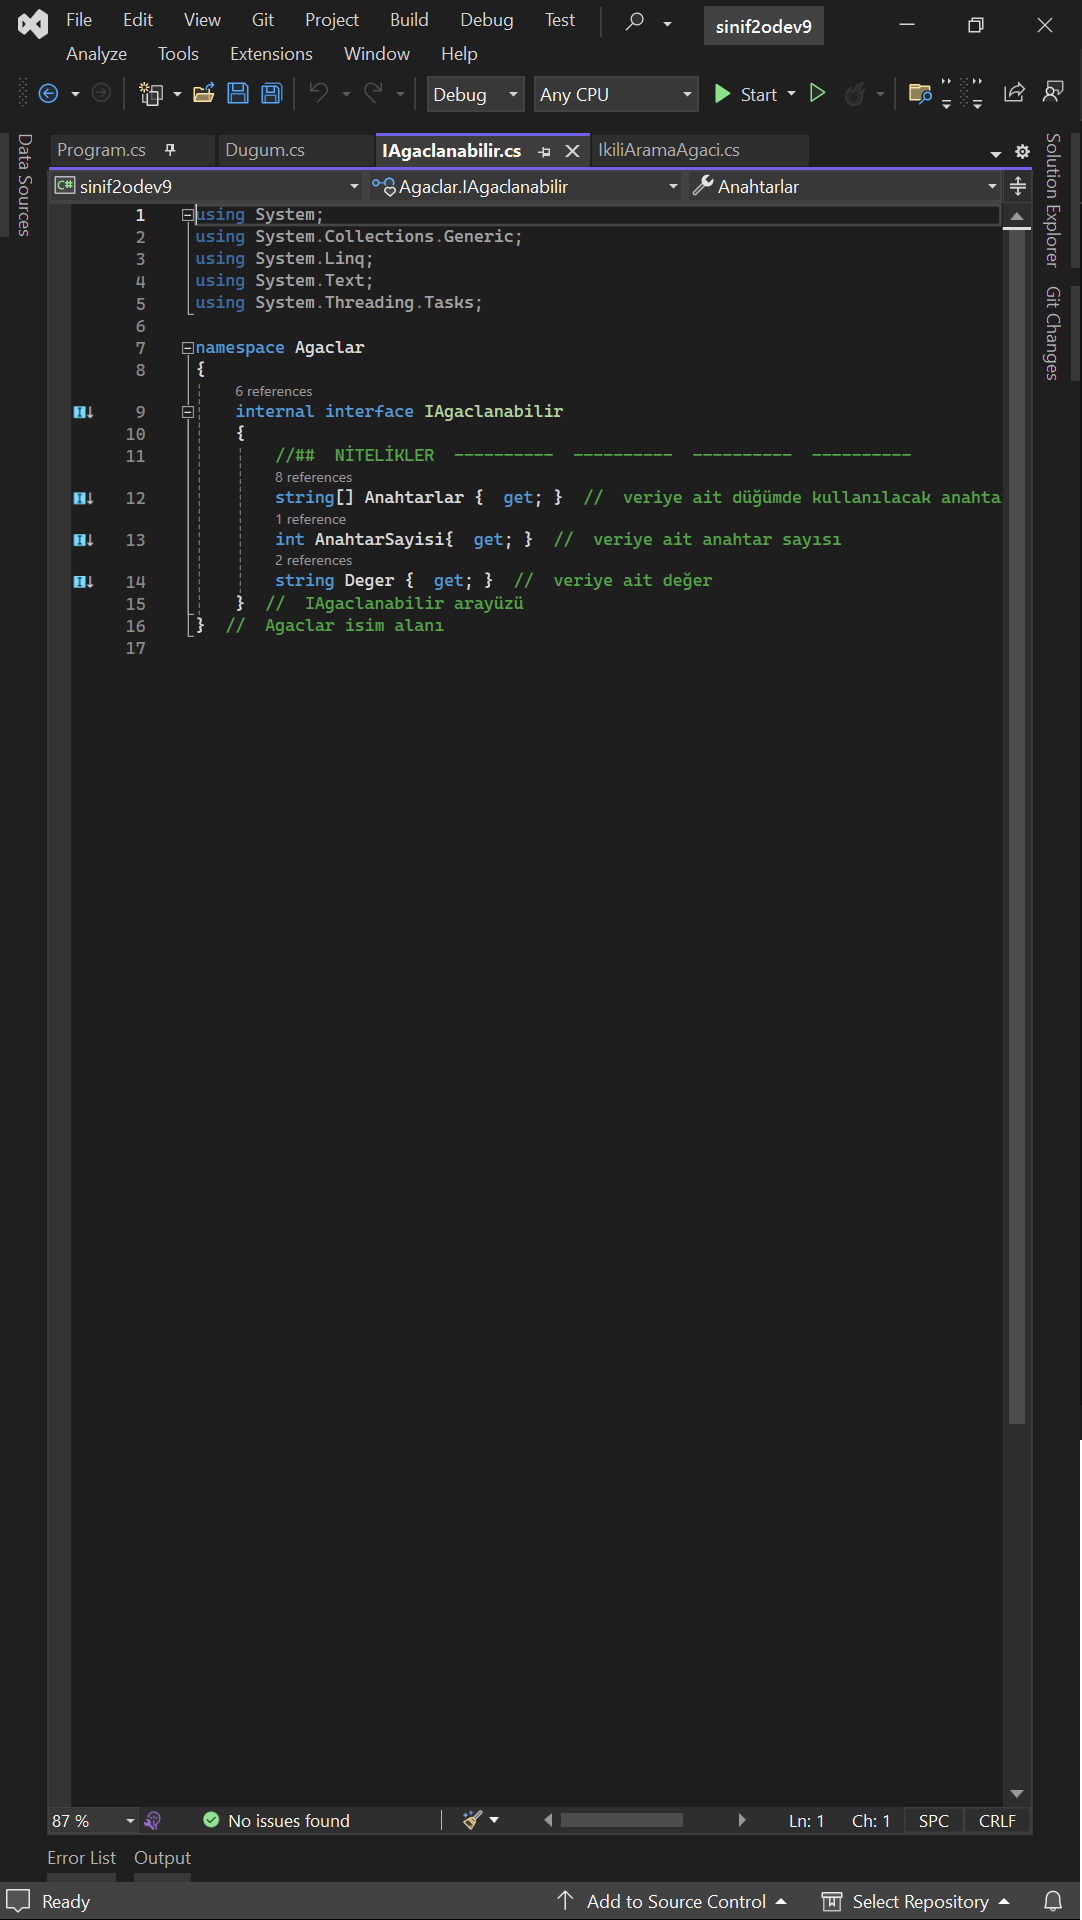 File Edit View Git Project Build Debug Test sinif2odev9
Analyze Tools Extensions Window Help
Debug Any CPU Start
Data Sources
Program.cs Dugum.cs IAgaclanabilir.cs IkiliAramaAgaci.cs
sinif2odev9 Agaclar.IAgaclanabilir Anahtarlar
Solution Explorer
Git Changes
1 using System;
2 using System.Collections.Generic;
3 using System.Linq;
4 using System.Text;
5 using System.Threading.Tasks;
6
7 namespace Agaclar
8 {
6 references
9 internal interface IAgaclanabilir
10 {
11 //## NİTELİKLER ---------- ---------- ---------- ----------
8 references
12 string[] Anahtarlar { get; } // veriye ait düğümde kullanılacak anahta
1 reference
13 int AnahtarSayisi{ get; } // veriye ait anahtar sayısı
2 references
14 string Deger { get; } // veriye ait değer
15 } // IAgaclanabilir arayüzü
16 } // Agaclar isim alanı
17
87 % No issues found Ln: 1 Ch: 1 SPC CRLF
Error List Output
Ready Add to Source Control Select Repository